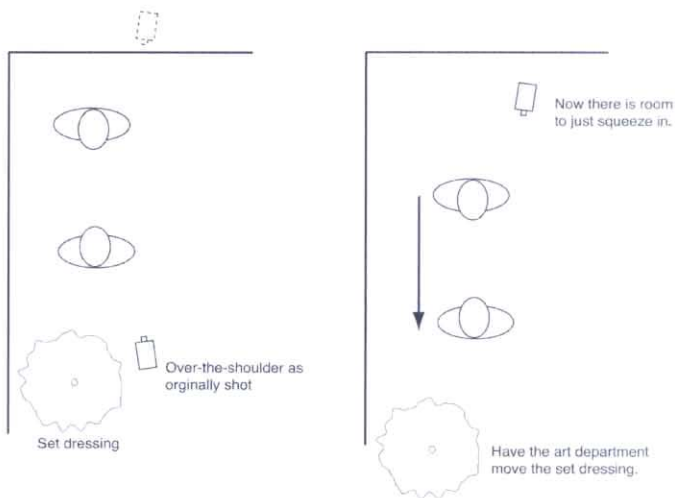 Over-the-shoulder as
orginally shot
Set dressing
Now there is room
to just squeeze in.
Have the art department
move the set dressing.